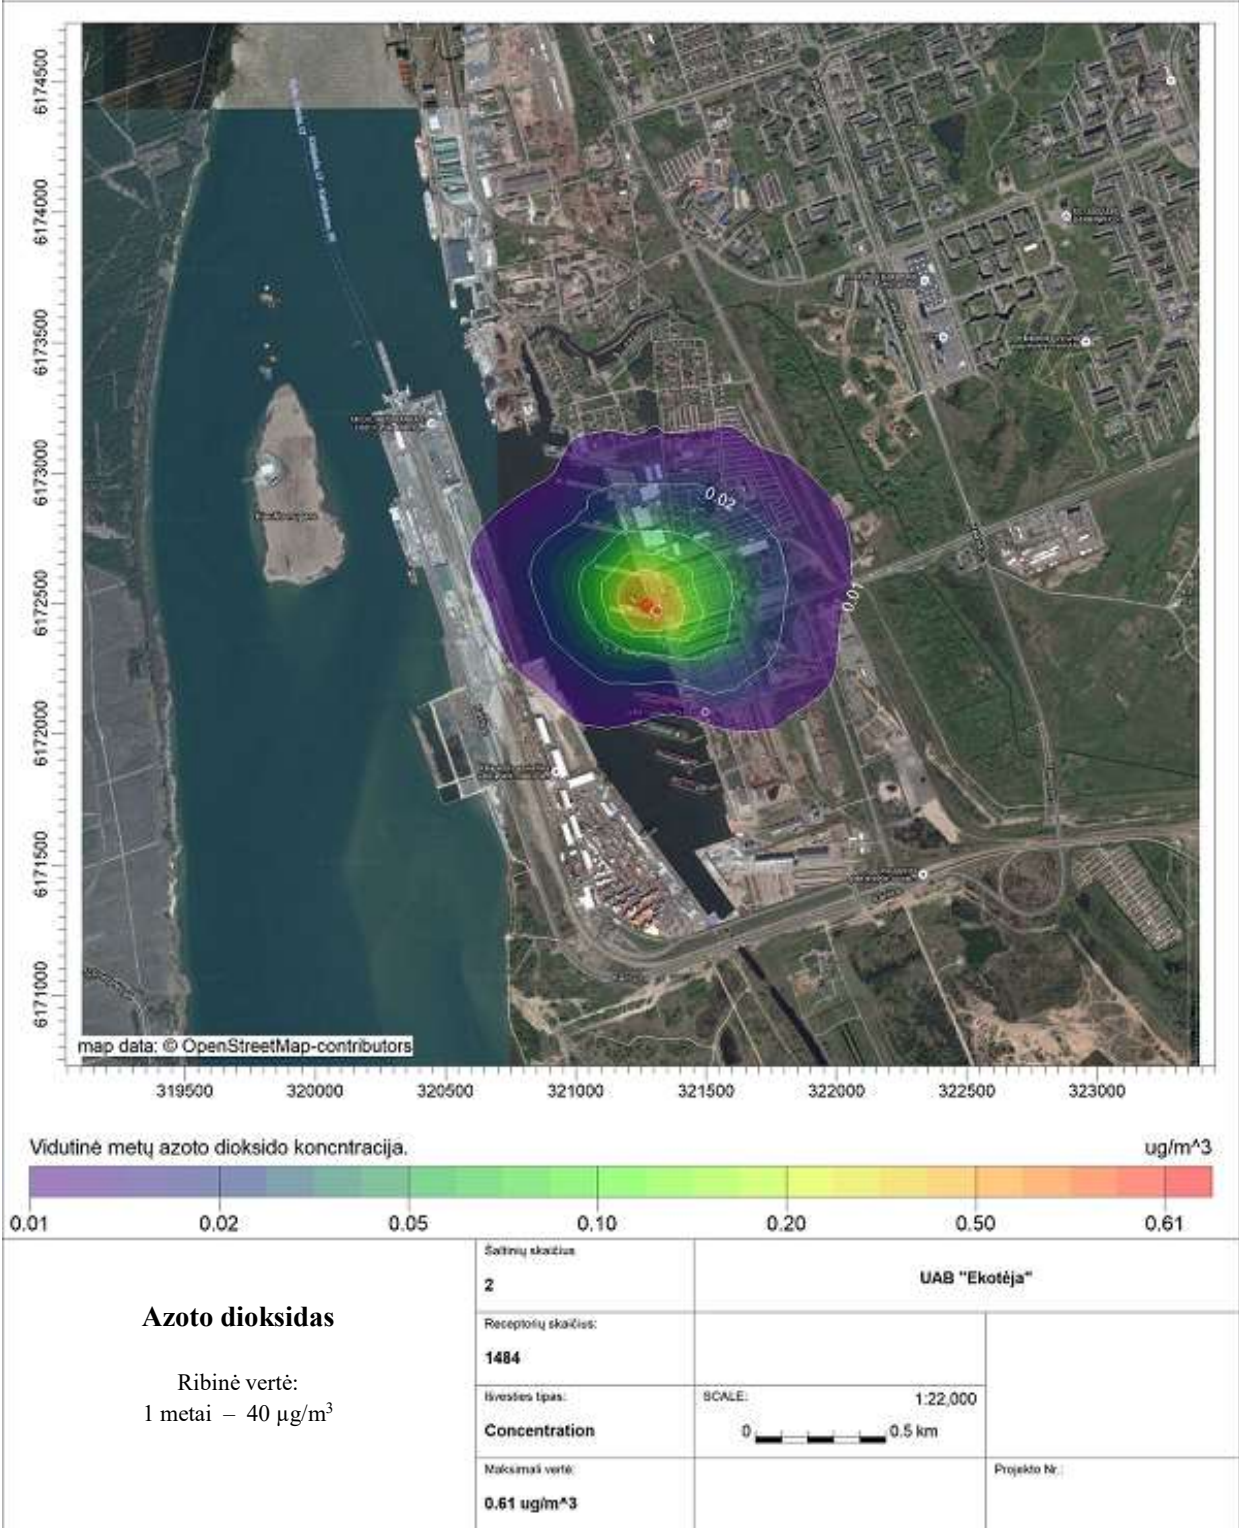 6174500
6174000
6173500
6173000
6172500
6172000
6171500
6171000
0.02
0.01
map data: © OpenStreetMap-contributors
319500 320000 320500 321000 321500 322000 322500 323000
Vidutinė metų azoto dioksido koncntracija. ug/m^3
0.01 0.02 0.05 0.10 0.20 0.50 0.61
Azoto dioksidas
Ribinė vertė:
1 metai – 40 µg/m³
Šaltinių skaičius
2
UAB "Ekotėja"
Receptorių skaičius:
1484
Išvesties tipas:
Concentration
SCALE: 1:22,000
0 0.5 km
Maksimali vertė:
0.61 ug/m^3
Projekto Nr.: